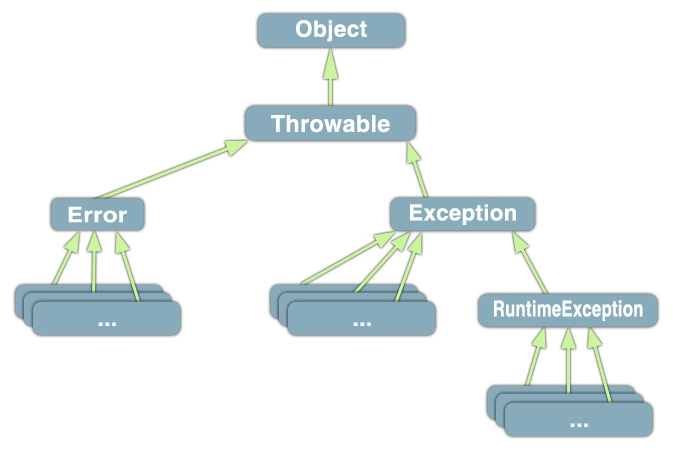 Object
Throwable
Error
Exception
...
...
RuntimeException
...